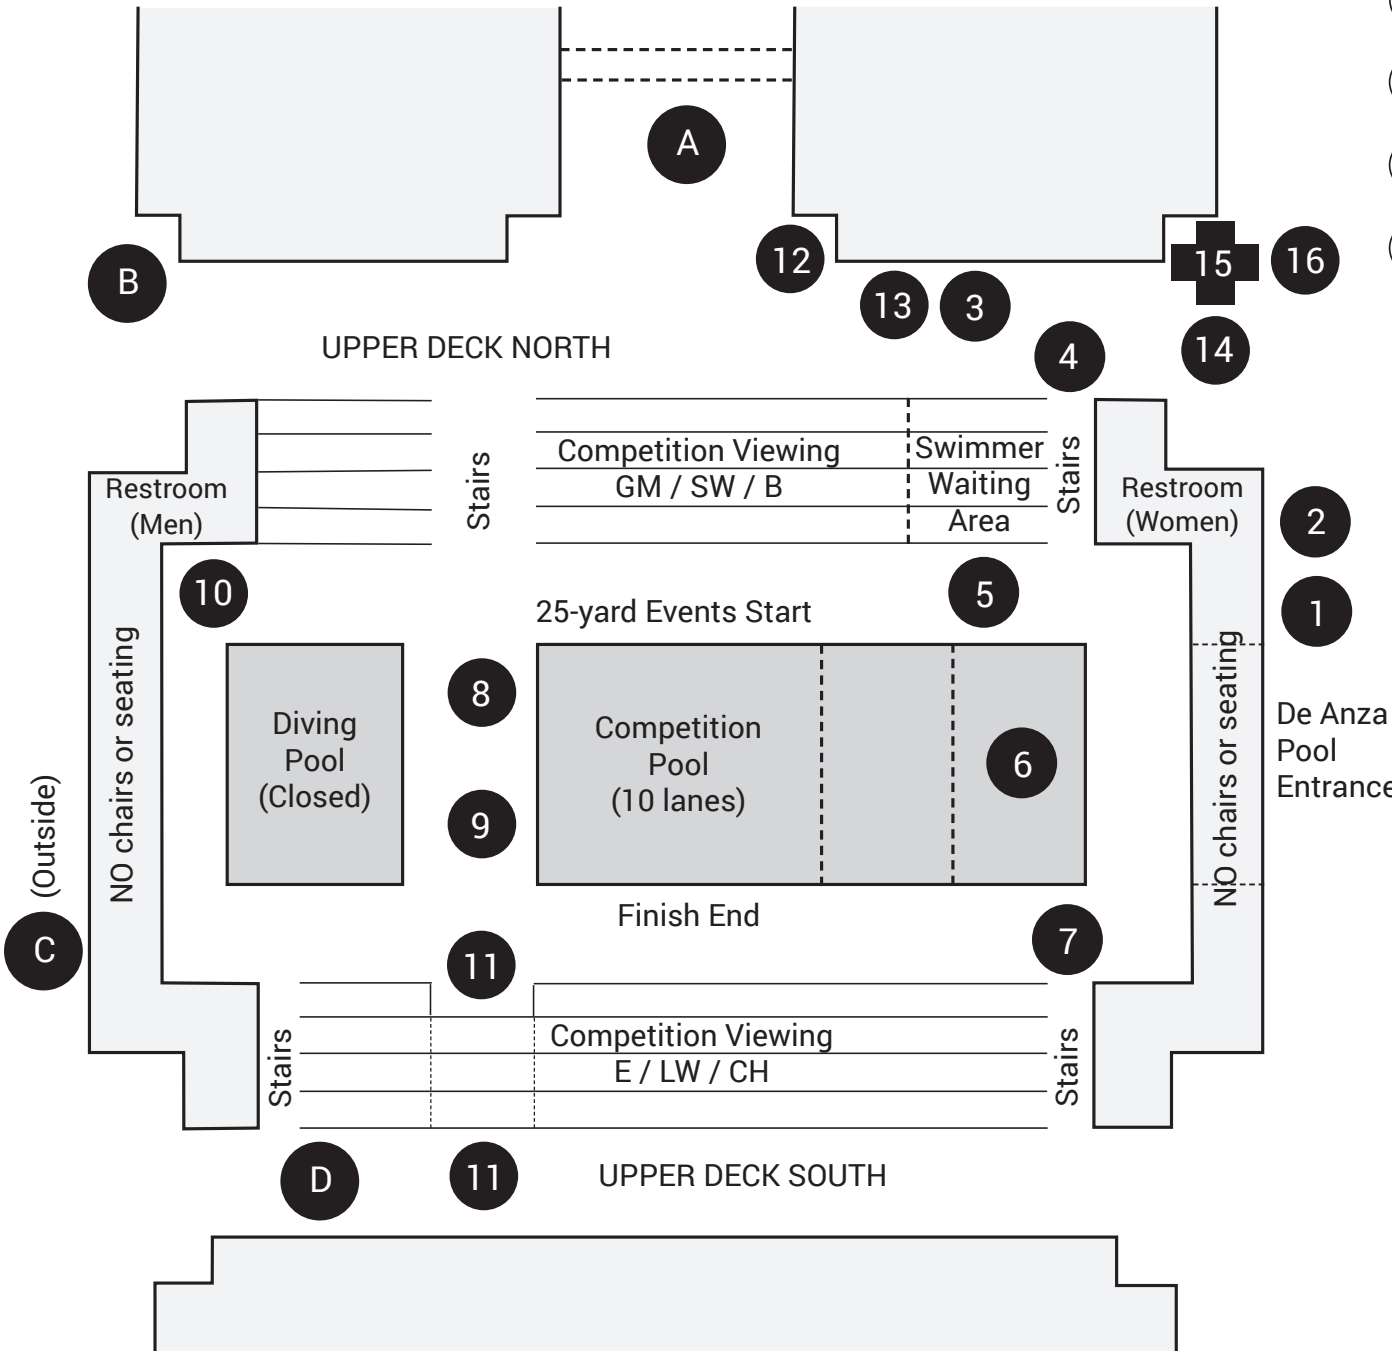 A
B
12
15
16
13
3
14
4
UPPER DECK NORTH
Stairs
Competition Viewing
GM / SW / B
Swimmer
Waiting
Area
Stairs
Restroom
(Men)
Restroom
(Women)
2
10
5
1
25-yard Events Start
NO chairs or seating
NO chairs or seating
8
Diving
Pool
(Closed)
Competition
Pool
(10 lanes)
6
De Anza
Pool
Entrance
9
(Outside)
C
Finish End
7
11
Stairs
Competition Viewing
E / LW / CH
Stairs
D
11
UPPER DECK SOUTH